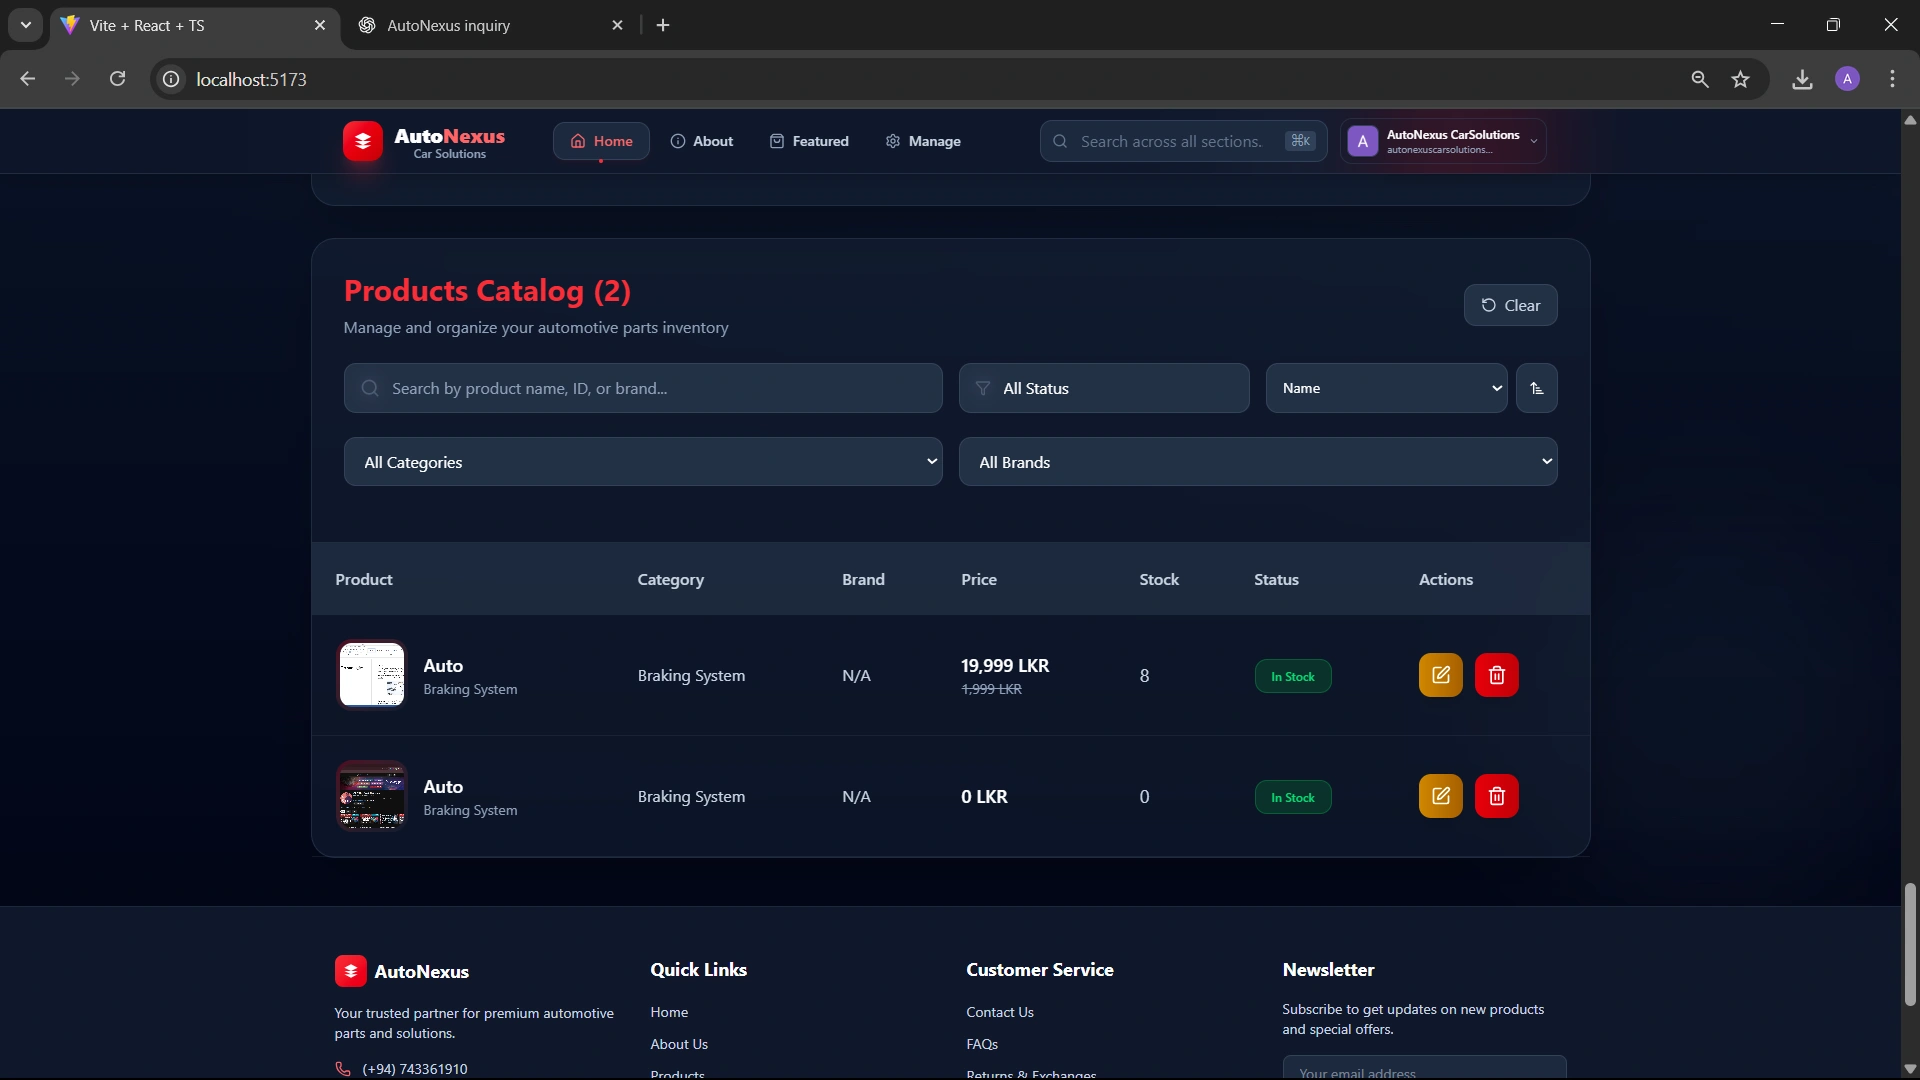 Vite + React + TS
AutoNexus inquiry
localhost:5173
A
AutoNexus
Car Solutions
Home
About
Featured
Manage
Search across all sections.
⌘K
A
AutoNexus CarSolutions
autonexuscarsolutions...
Products Catalog (2)
Manage and organize your automotive parts inventory
Clear
Search by product name, ID, or brand...
All Status
Name
All Categories
All Brands
Product Category Brand Price Stock Status Actions
Auto
Braking System
Braking System
N/A
19,999 LKR
1,999 LKR
8
In Stock
Auto
Braking System
Braking System
N/A
0 LKR
0
In Stock
AutoNexus
Your trusted partner for premium automotive
parts and solutions.
(+94) 743361910
Quick Links
Home
About Us
Products
Customer Service
Contact Us
FAQs
Returns & Exchanges
Newsletter
Subscribe to get updates on new products
and special offers.
Your email address